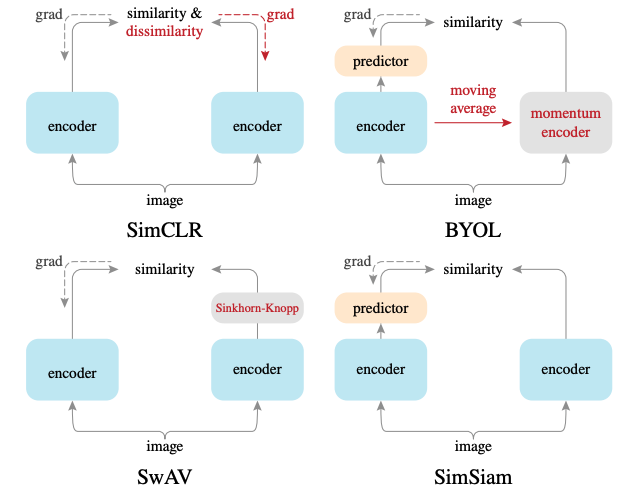 grad
similarity &
dissimilarity
grad
encoder
encoder
image
SimCLR
grad
similarity
predictor
encoder
moving
average
momentum
encoder
image
BYOL
grad
similarity
Sinkhorn-Knopp
encoder
encoder
image
SwAV
grad
similarity
predictor
encoder
encoder
image
SimSiam